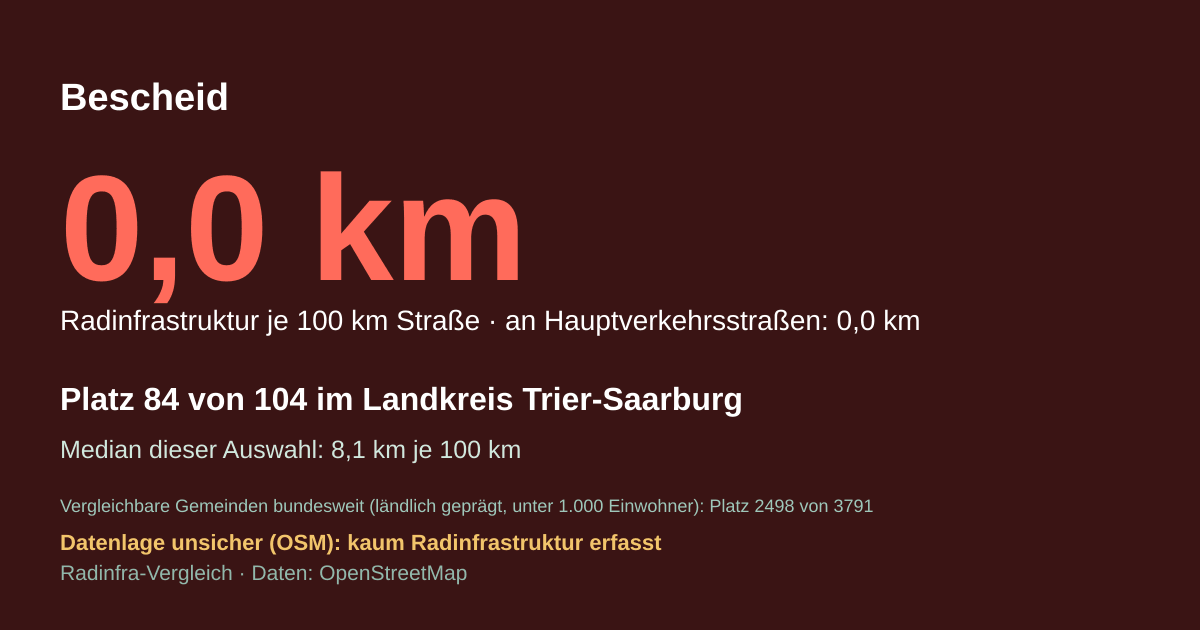 Bescheid
0,0 km
Radinfrastruktur je 100 km Straße · an Hauptverkehrsstraßen: 0,0 km
Platz 84 von 104 im Landkreis Trier-Saarburg
Median dieser Auswahl: 8,1 km je 100 km
Vergleichbare Gemeinden bundesweit (ländlich geprägt, unter 1.000 Einwohner): Platz 2498 von 3791
Datenlage unsicher (OSM): kaum Radinfrastruktur erfasst
Radinfra-Vergleich · Daten: OpenStreetMap